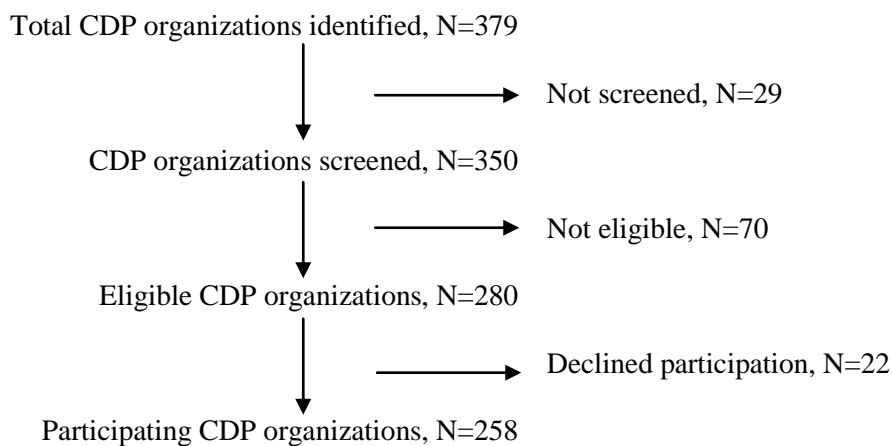 Total CDP organizations identified, N=379
Not screened, N=29
CDP organizations screened, N=350
Not eligible, N=70
Eligible CDP organizations, N=280
Declined participation, N=22
Participating CDP organizations, N=258